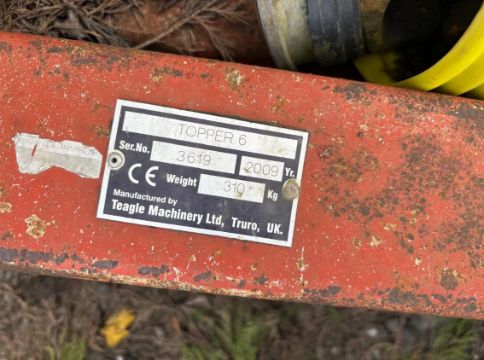 TOPPER 6
Ser.No. 3619 2009 Yr.
CE Weight 310 Kg
Manufactured by
Teagle Machinery Ltd, Truro, UK.